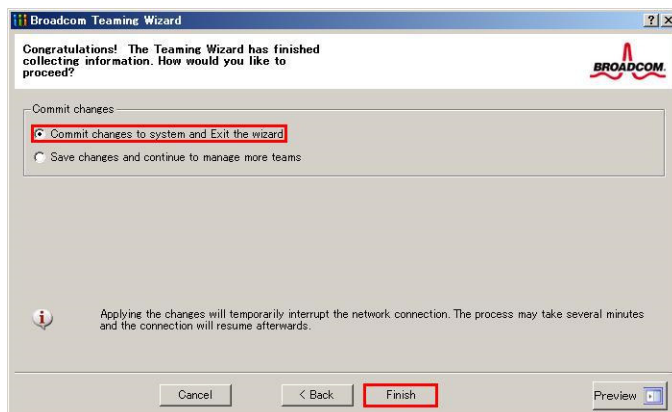 Broadcom Teaming Wizard
Congratulations! The Teaming Wizard has finished
collecting information. How would you like to
proceed?
BROADCOM.
Commit changes
Commit changes to system and Exit the wizard
Save changes and continue to manage more teams
Applying the changes will temporarily interrupt the network connection. The process may take several minutes
and the connection will resume afterwards.
Cancel
< Back
Finish
Preview